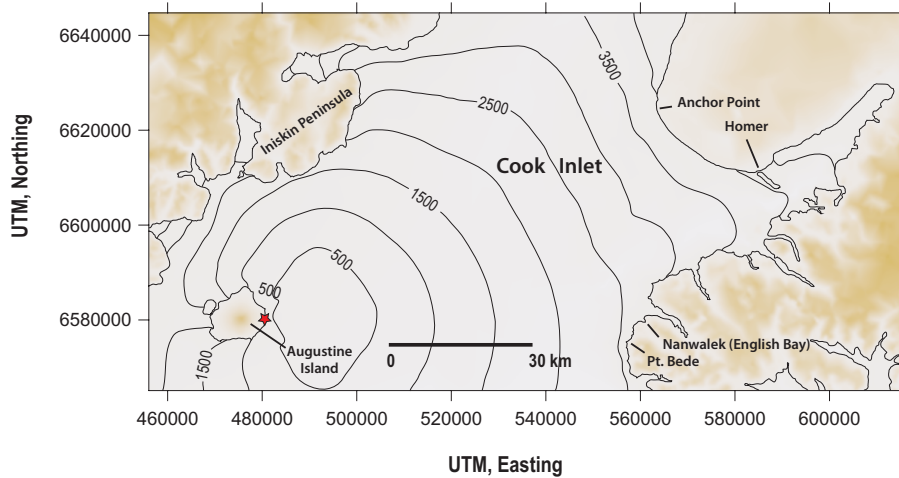 6640000
6620000
6600000
6580000
UTM, Northing
Iniskin Peninsula
3500
2500
Anchor Point
Homer
Cook Inlet
1500
500
500
1500
Augustine
Island
0 30 km
Nanwalek (English Bay)
Pt. Bede
460000 480000 500000 520000 540000 560000 580000 600000
UTM, Easting